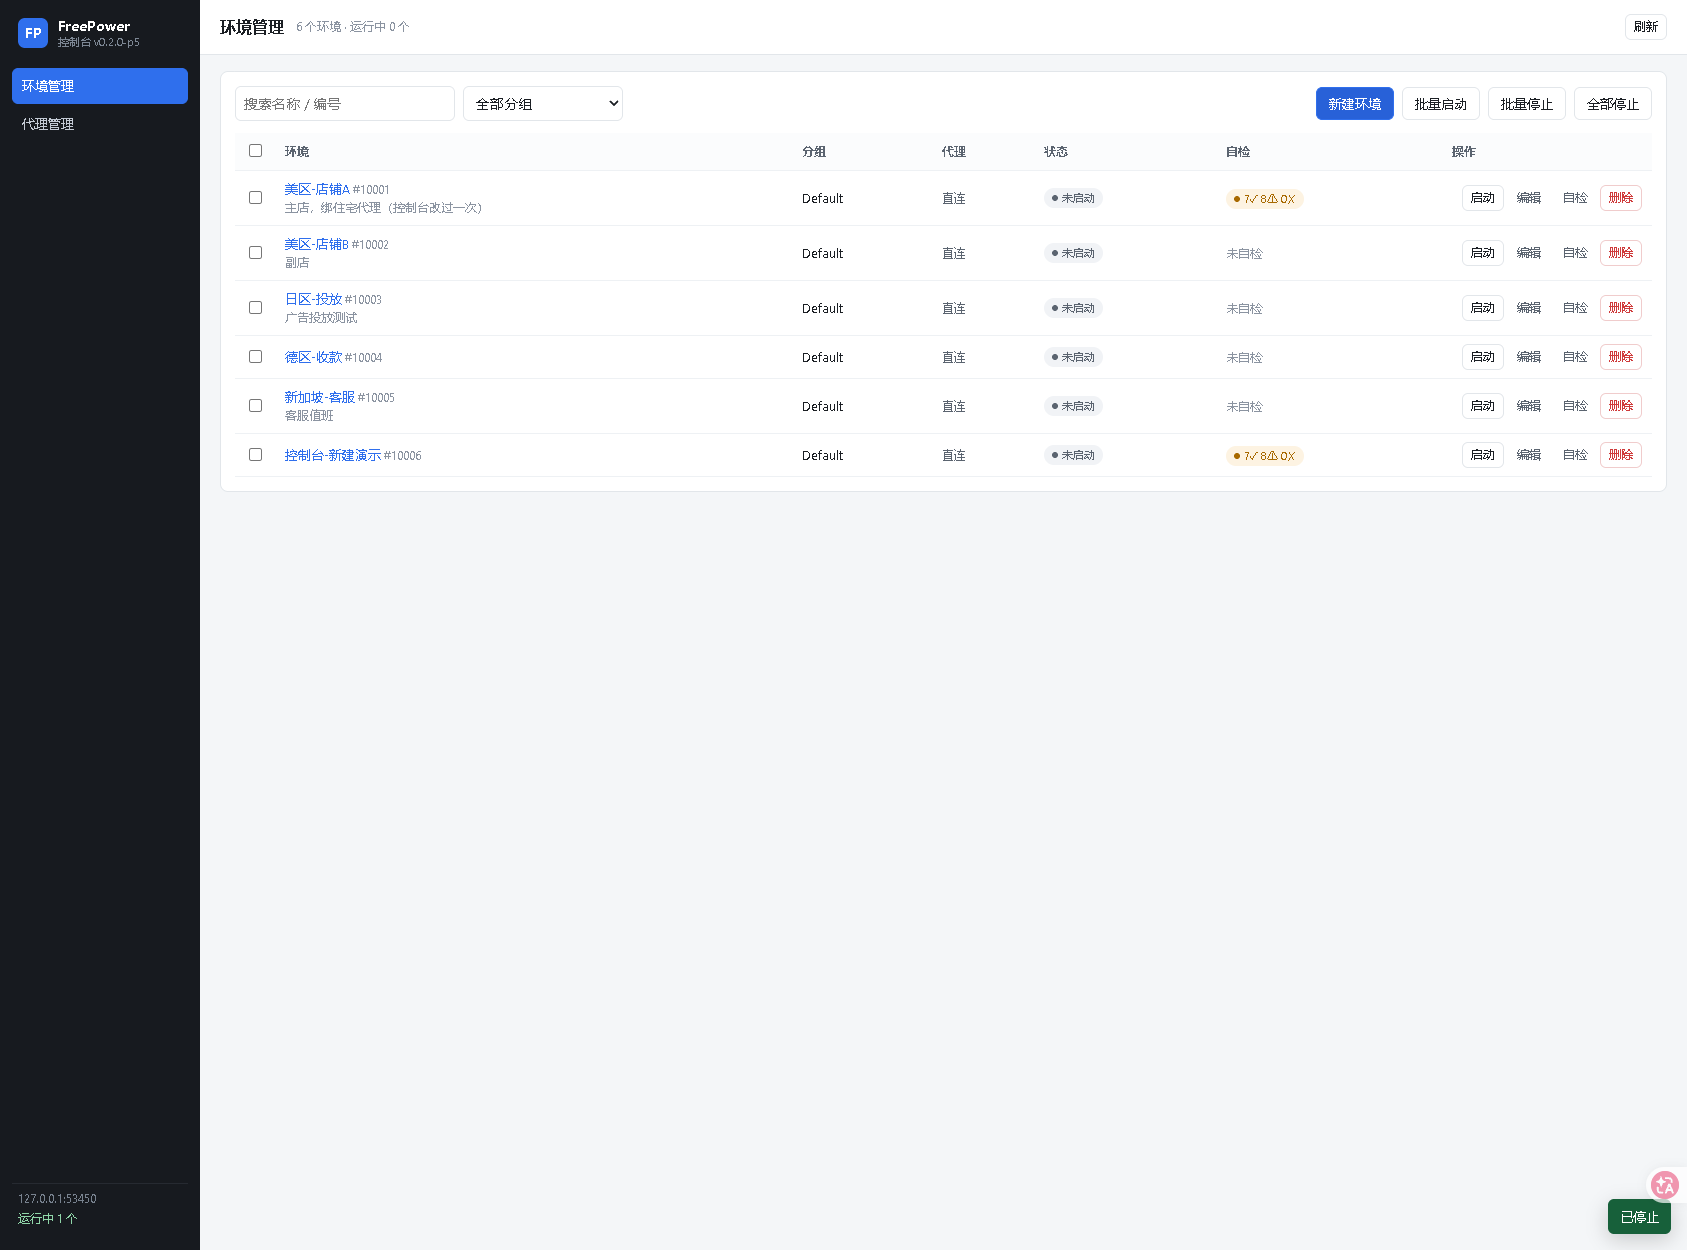 FP
FreePower
控制台 v0.2.0-p5
环境管理
代理管理
127.0.0.1:53450
运行中 1 个
环境管理 6 个环境 · 运行中 0 个 刷新
搜索名称 / 编号 全部分组 新建环境 批量启动 批量停止 全部停止
环境 分组 代理 状态 自检 操作
美区-店铺A #10001 Default 直连 未启动 7✓ 8⚠ 0✗ 启动 编辑 自检 删除
主店，绑住宅代理（控制台改过一次）
美区-店铺B #10002 Default 直连 未启动 未自检 启动 编辑 自检 删除
副店
日区-投放 #10003 Default 直连 未启动 未自检 启动 编辑 自检 删除
广告投放测试
德区-收款 #10004 Default 直连 未启动 未自检 启动 编辑 自检 删除
新加坡-客服 #10005 Default 直连 未启动 未自检 启动 编辑 自检 删除
客服值班
控制台-新建演示 #10006 Default 直连 未启动 7✓ 8⚠ 0✗ 启动 编辑 自检 删除
已停止